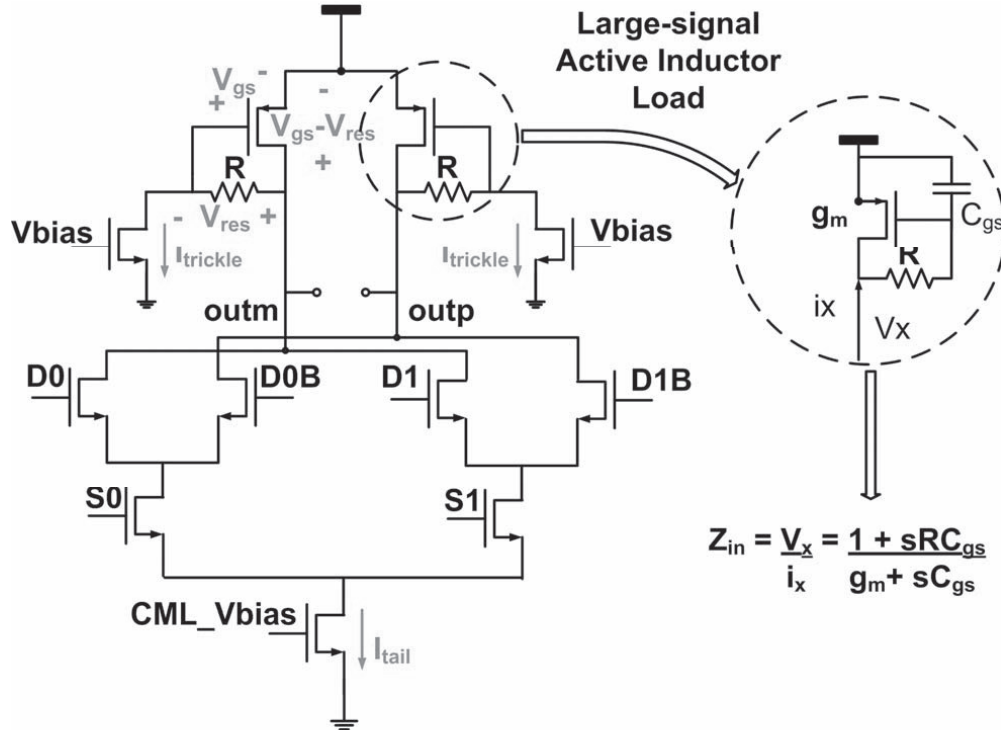 Large-signal
Active Inductor
Load
Vgs
-
+
-
Vgs-Vres
+
R
R
- Vres +
Vbias
Vbias
Itrickle
Itrickle
gm
Cgs
R
ix
Vx
outm
outp
D0
D0B
D1
D1B
S0
S1
Zin = Vx = 1 + sRCgs
ix gm+ sCgs
CML_Vbias
Itail